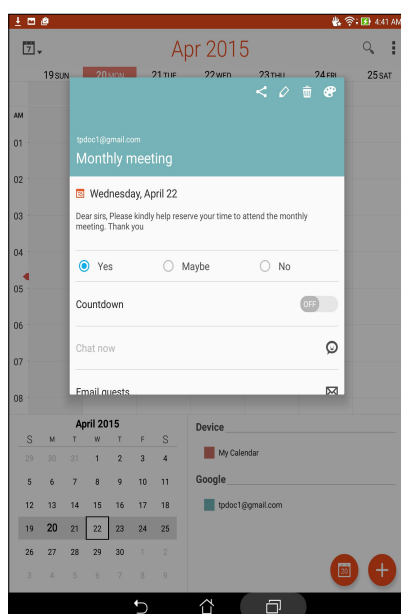 4:41 AM
7
Apr 2015
19 SUN 20 MON 21 TUE 22 WED 23 THU 24 FRI 25 SAT
AM
01
02
03
04
05
06
07
08
tpdoc1@gmail.com
Monthly meeting
Wednesday, April 22
Dear sirs, Please kindly help reserve your time to attend the monthly
meeting. Thank you
Yes Maybe No
Countdown OFF
Chat now
Email guests
April 2015
S M T W T F S
29 30 31 1 2 3 4
5 6 7 8 9 10 11
12 13 14 15 16 17 18
19 20 21 22 23 24 25
26 27 28 29 30 1 2
3 4 5 6 7 8 9
Device
My Calendar
Google
tpdoc1@gmail.com
20